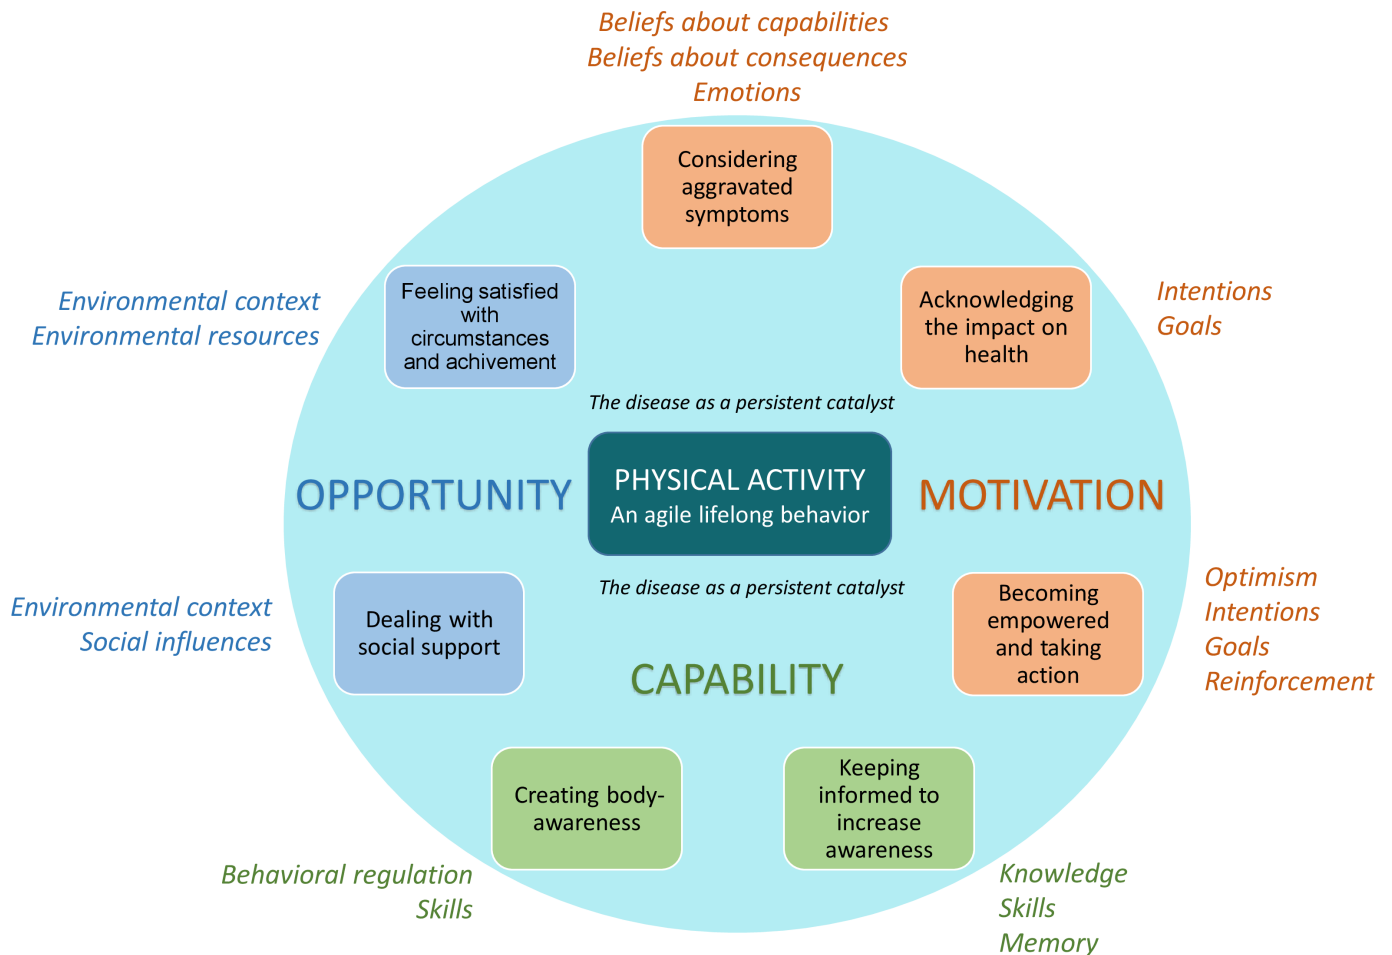 Beliefs about capabilities
Beliefs about consequences
Emotions
Considering
aggravated
symptoms
Environmental context
Environmental resources
Feeling satisfied
with
circumstances
and achivement
Acknowledging
the impact on
health
Intentions
Goals
The disease as a persistent catalyst
OPPORTUNITY
PHYSICAL ACTIVITY
An agile lifelong behavior
MOTIVATION
The disease as a persistent catalyst
Environmental context
Social influences
Dealing with
social support
CAPABILITY
Becoming
empowered
and taking
action
Optimism
Intentions
Goals
Reinforcement
Creating body-
awareness
Keeping
informed to
increase
awareness
Behavioral regulation
Skills
Knowledge
Skills
Memory